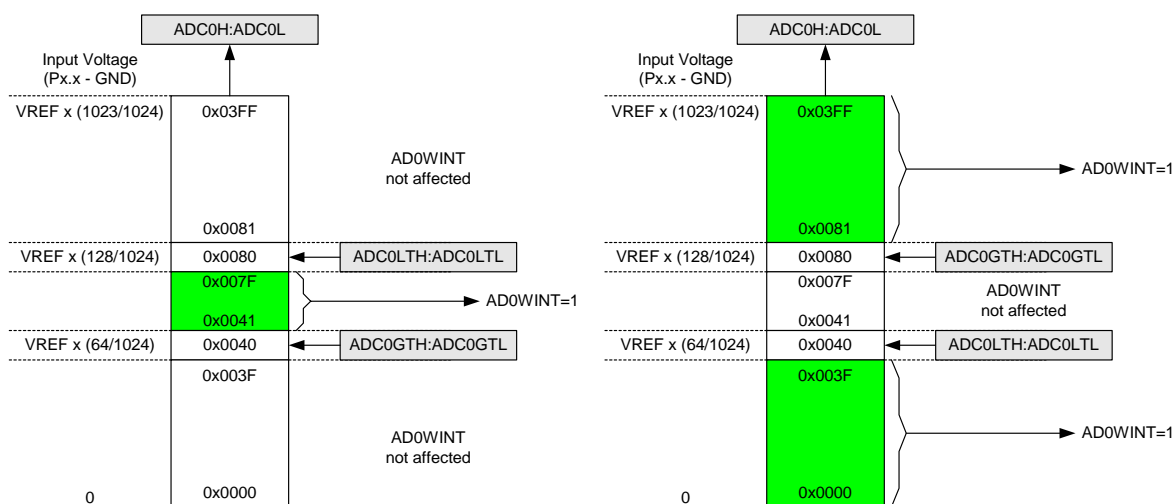 ADC0H:ADC0L
Input Voltage
(Px.x - GND)
VREF x (1023/1024)
0x03FF
AD0WINT
not affected
0x0081
VREF x (128/1024)
0x0080
ADC0LTH:ADC0LTL
0x007F
AD0WINT=1
0x0041
VREF x (64/1024)
0x0040
ADC0GTH:ADC0GTL
0x003F
AD0WINT
not affected
0
0x0000
ADC0H:ADC0L
Input Voltage
(Px.x - GND)
VREF x (1023/1024)
0x03FF
AD0WINT=1
0x0081
VREF x (128/1024)
0x0080
ADC0GTH:ADC0GTL
0x007F
AD0WINT
not affected
0x0041
VREF x (64/1024)
0x0040
ADC0LTH:ADC0LTL
0x003F
AD0WINT=1
0
0x0000